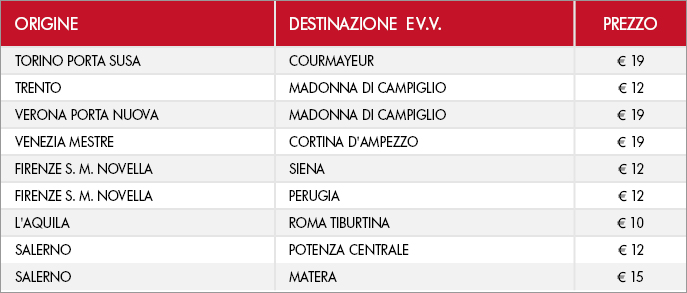 ORIGINE DESTINAZIONE E V.V. PREZZO
TORINO PORTA SUSA COURMAYEUR € 19
TRENTO MADONNA DI CAMPIGLIO € 12
VERONA PORTA NUOVA MADONNA DI CAMPIGLIO € 19
VENEZIA MESTRE CORTINA D'AMPEZZO € 19
FIRENZE S. M. NOVELLA SIENA € 12
FIRENZE S. M. NOVELLA PERUGIA € 12
L'AQUILA ROMA TIBURTINA € 10
SALERNO POTENZA CENTRALE € 12
SALERNO MATERA € 15